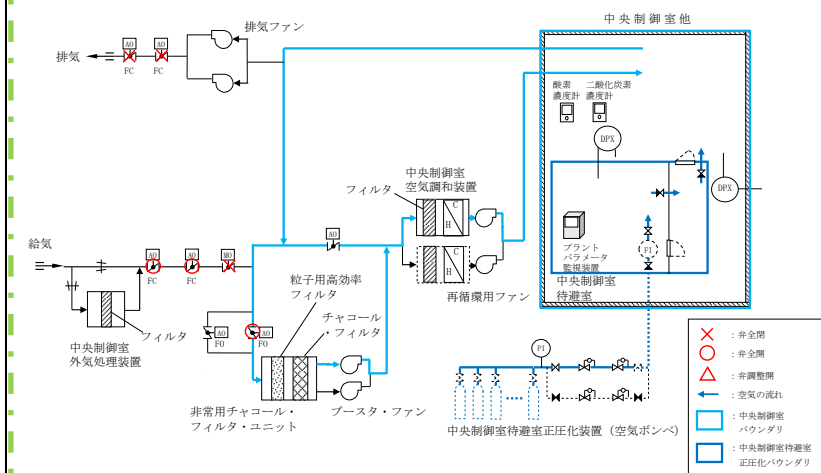 中央制御室他
排気ファン
AO
AO
排気
FC
FC
酸素
濃度計
二酸化炭素
濃度計
DPX
DPX
中央制御室
空気調和装置
フィルタ
C
H
C
H
再循環用ファン
プラント
パラメータ
監視装置
FI
中央制御室
待避室
給気
AO
AO
MO
AO
FC
FC
フィルタ
中央制御室
外気処理装置
粒子用高効率
フィルタ
チャコール
・フィルタ
AO
FO
AO
FO
非常用チャコール・
フィルタ・ユニット
ブースタ・ファン
PI
中央制御室待避室正圧化装置（空気ボンベ）
：弁全閉
：弁全開
：弁調整開
：空気の流れ
：中央制御室
バウンダリ
：中央制御室待避室
正圧化バウンダリ